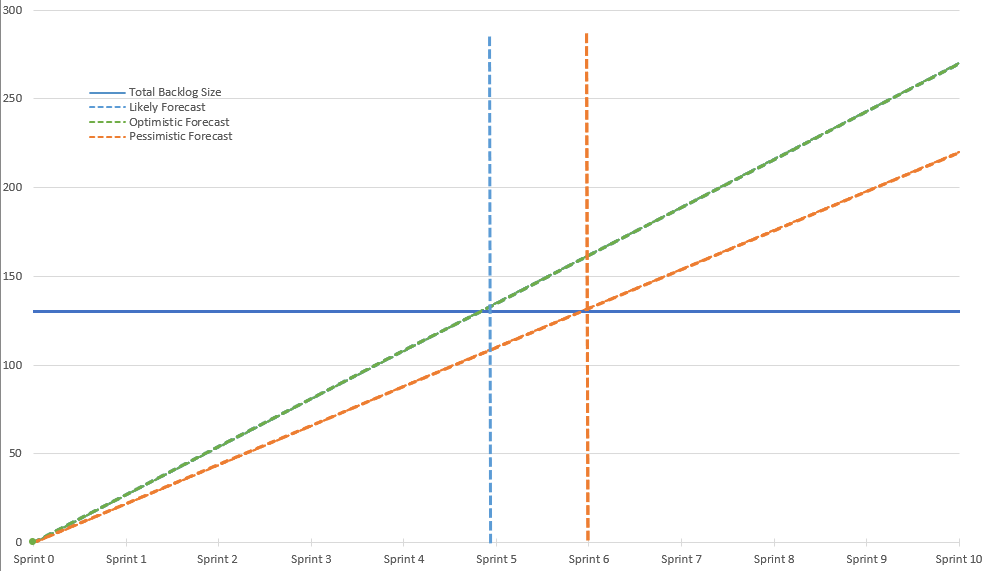 300
250
200
150
100
50
0
Total Backlog Size
Likely Forecast
Optimistic Forecast
Pessimistic Forecast
Sprint 0 Sprint 1 Sprint 2 Sprint 3 Sprint 4 Sprint 5 Sprint 6 Sprint 7 Sprint 8 Sprint 9 Sprint 10